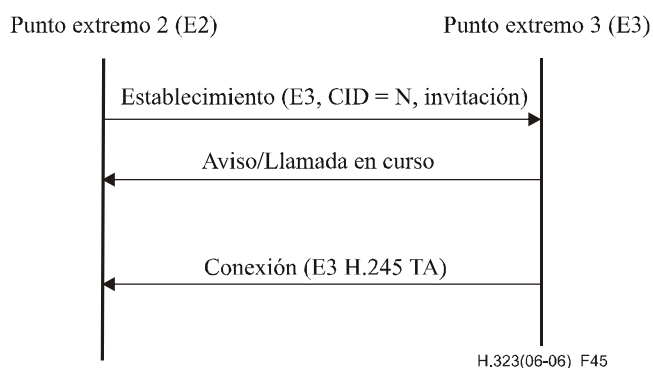 Punto extremo 2 (E2)
Punto extremo 3 (E3)
Establecimiento (E3, CID = N, invitación)
Aviso/Llamada en curso
Conexión (E3 H.245 TA)
H.323(06-06)_F45